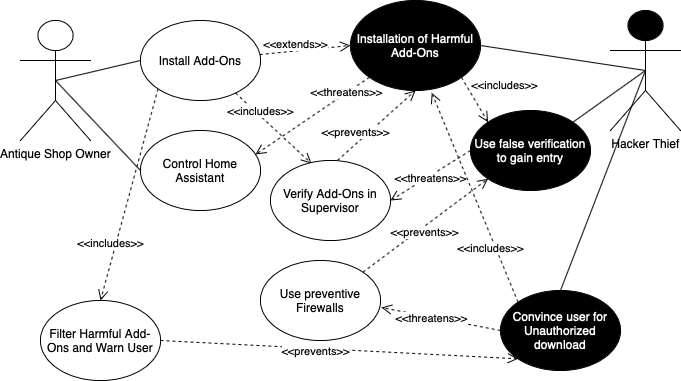 <<extends>>
Installation of Harmful
Add-Ons
Install Add-Ons
<<includes>>
<<threatens>>
<<includes>>
<<prevents>>
Antique Shop Owner
Hacker Thief
Use false verification
to gain entry
Control Home
Assistant
<<threatens>>
Verify Add-Ons in
Supervisor
<<prevents>>
<<includes>>
<<includes>>
Use preventive
Firewalls
<<threatens>>
Convince user for
Unauthorized
download
Filter Harmful Add-
Ons and Warn User
<<prevents>>